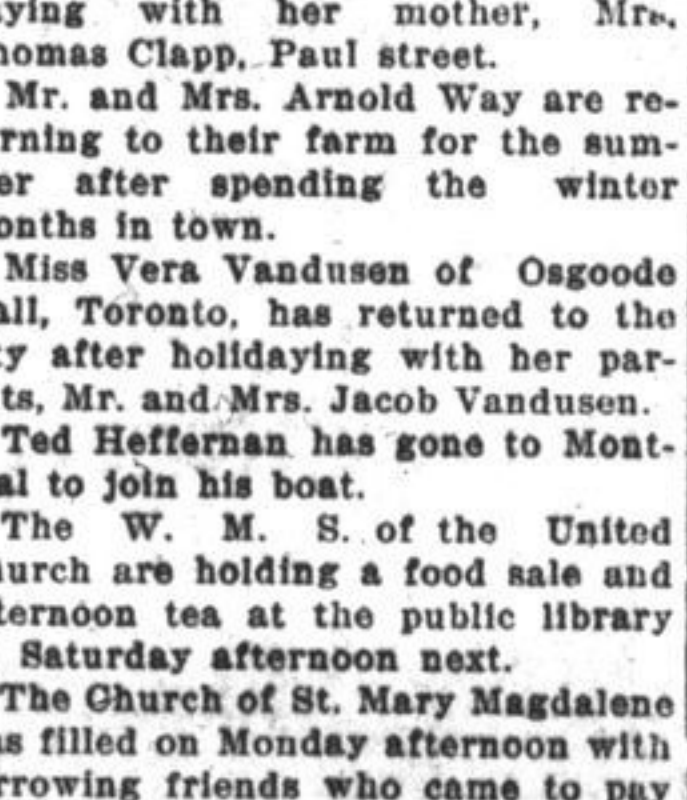 ying with her mother, Mrs.
homas Clapp, Paul street.
Mr. and Mrs. Arnold Way are re-
rning to their farm for the sum-
er after spending the winter
onths in town.
Miss Vera Vandusen of Osgoode
all, Toronto, has returned to the
ty after holidaying with her par-
ts, Mr. and Mrs. Jacob Vandusen.
Ted Heffernan has gone to Mont-
al to join his boat.
The W. M. S. of the United
urch are holding a food sale and
ternoon tea at the public library
Saturday afternoon next.
The Church of St. Mary Magdalene
as filled on Monday afternoon with
rrowing friends who came to pay